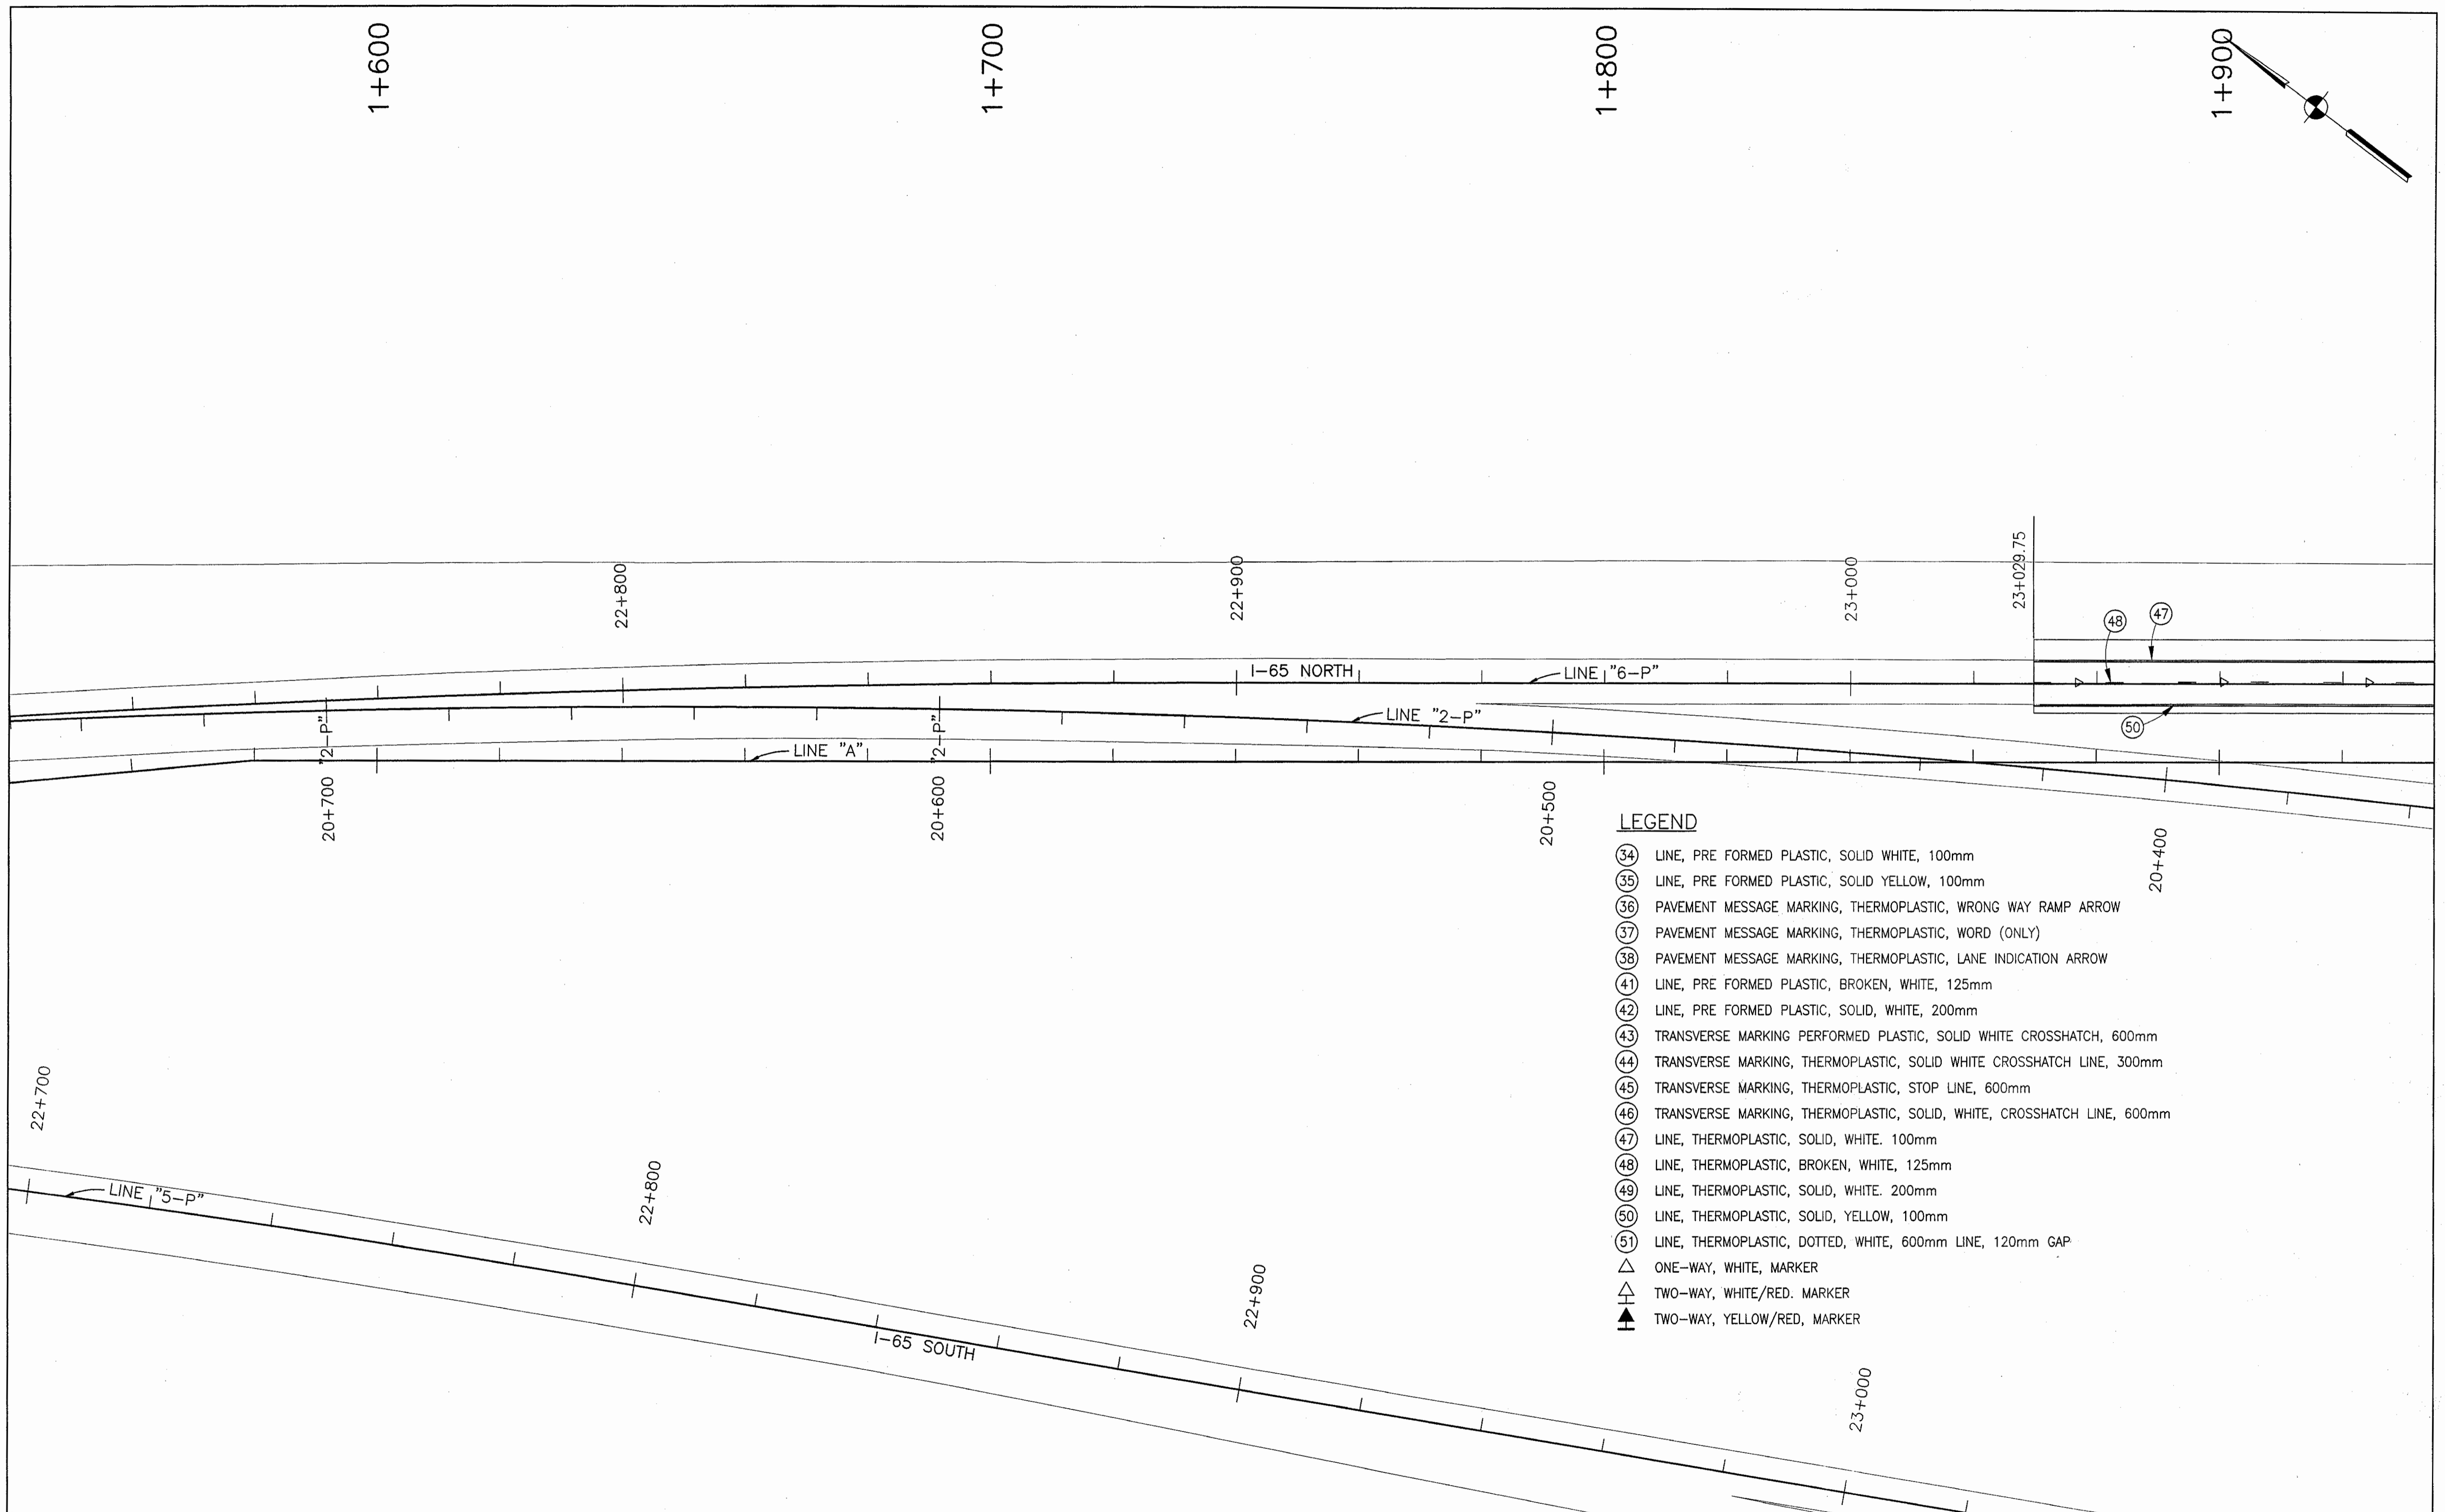 1+600
1+700
1+800
1+900
22+800
22+900
23+000
23+029.75
48
47
I-65 NORTH
LINE "6-P"
LINE "2-P"
50
LINE "A"
20+700 "2-P"
20+600 "2-P"
20+500
20+400
LEGEND
34 LINE, PRE FORMED PLASTIC, SOLID WHITE, 100mm
35 LINE, PRE FORMED PLASTIC, SOLID YELLOW, 100mm
36 PAVEMENT MESSAGE MARKING, THERMOPLASTIC, WRONG WAY RAMP ARROW
37 PAVEMENT MESSAGE MARKING, THERMOPLASTIC, WORD (ONLY)
38 PAVEMENT MESSAGE MARKING, THERMOPLASTIC, LANE INDICATION ARROW
41 LINE, PRE FORMED PLASTIC, BROKEN, WHITE, 125mm
42 LINE, PRE FORMED PLASTIC, SOLID, WHITE, 200mm
43 TRANSVERSE MARKING PERFORMED PLASTIC, SOLID WHITE CROSSHATCH, 600mm
44 TRANSVERSE MARKING, THERMOPLASTIC, SOLID WHITE CROSSHATCH LINE, 300mm
45 TRANSVERSE MARKING, THERMOPLASTIC, STOP LINE, 600mm
46 TRANSVERSE MARKING, THERMOPLASTIC, SOLID, WHITE, CROSSHATCH LINE, 600mm
47 LINE, THERMOPLASTIC, SOLID, WHITE. 100mm
48 LINE, THERMOPLASTIC, BROKEN, WHITE, 125mm
49 LINE, THERMOPLASTIC, SOLID, WHITE. 200mm
50 LINE, THERMOPLASTIC, SOLID, YELLOW, 100mm
51 LINE, THERMOPLASTIC, DOTTED, WHITE, 600mm LINE, 120mm GAP
ONE-WAY, WHITE, MARKER
TWO-WAY, WHITE/RED. MARKER
TWO-WAY, YELLOW/RED, MARKER
22+700
LINE "5-P"
22+800
I-65 SOUTH
22+900
23+000